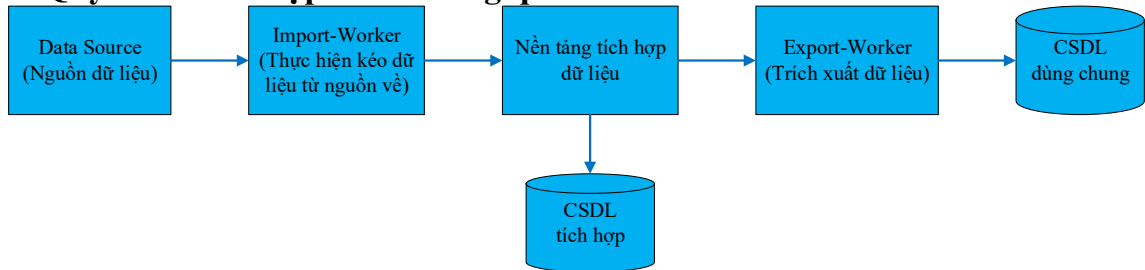 Data Source
(Nguồn dữ liệu)
Import-Worker
(Thực hiện kéo dữ
liệu từ nguồn về)
Nền tảng tích hợp
dữ liệu
Export-Worker
(Trích xuất dữ liệu)
CSDL
dùng chung
CSDL
tích hợp